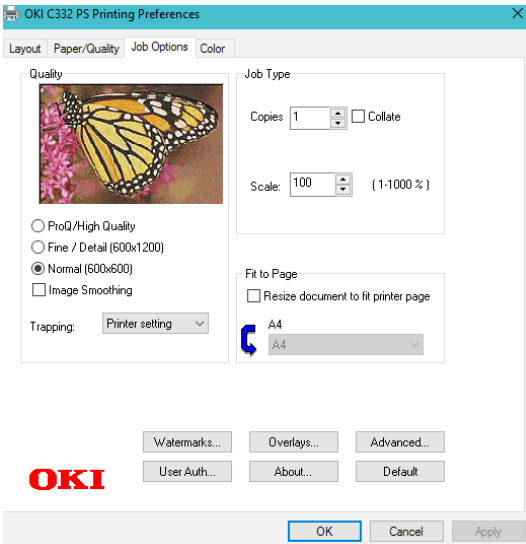 OKI C332 PS Printing Preferences
Layout Paper/Quality Job Options Color
Quality
ProQ/High Quality
Fine / Detail (600x1200)
Normal (600x600)
Image Smoothing
Trapping: Printer setting
Job Type
Copies 1 Collate
Scale: 100 ( 1-1000 % )
Fit to Page
Resize document to fit printer page
A4
A4
Watermarks... Overlays... Advanced...
User Auth... About... Default
OKI
OK Cancel Apply